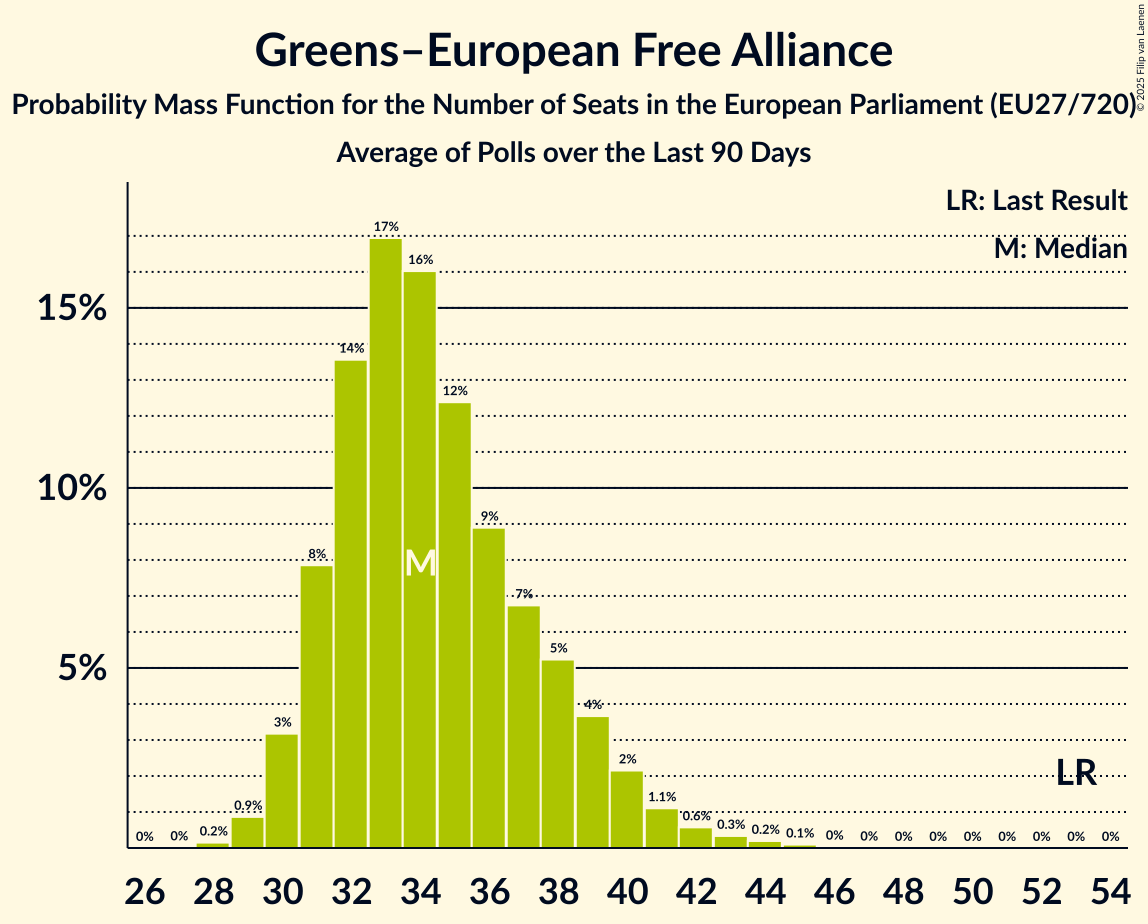 Greens–European Free Alliance
Probability Mass Function for the Number of Seats in the European Parliament (EU27/720)
Average of Polls over the Last 90 Days
© 2025 Filip van Laenen
LR: Last Result
M: Median
15%
10%
5%
0% 0% 0.2% 0.9% 3% 8% 14% 17% 16% 12% 9% 7% 5% 4% 2% 1.1% 0.6% 0.3% 0.2% 0.1% 0% 0% 0% 0% 0% 0% 0% 0% 0%
M
LR
26 28 30 32 34 36 38 40 42 44 46 48 50 52 54